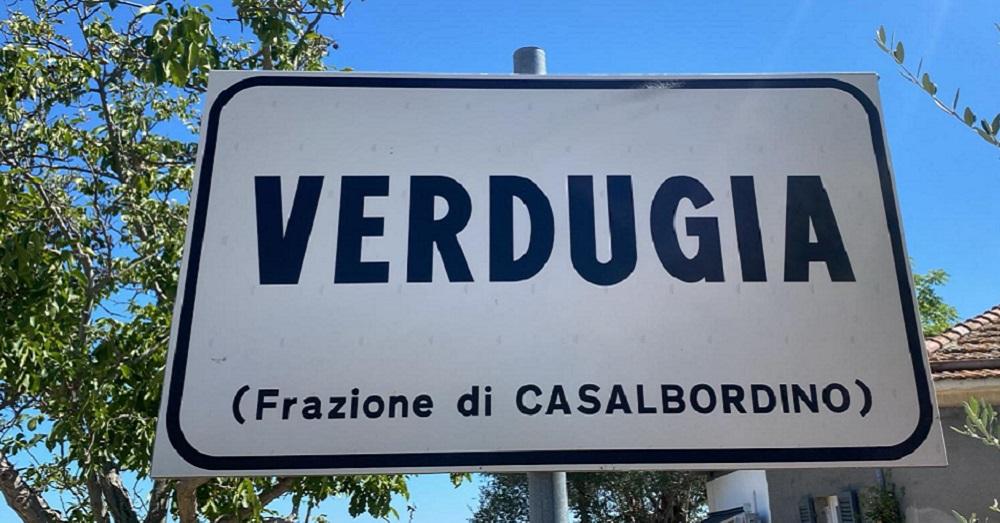 VERDUGIA
(Frazione di CASALBORDINO)